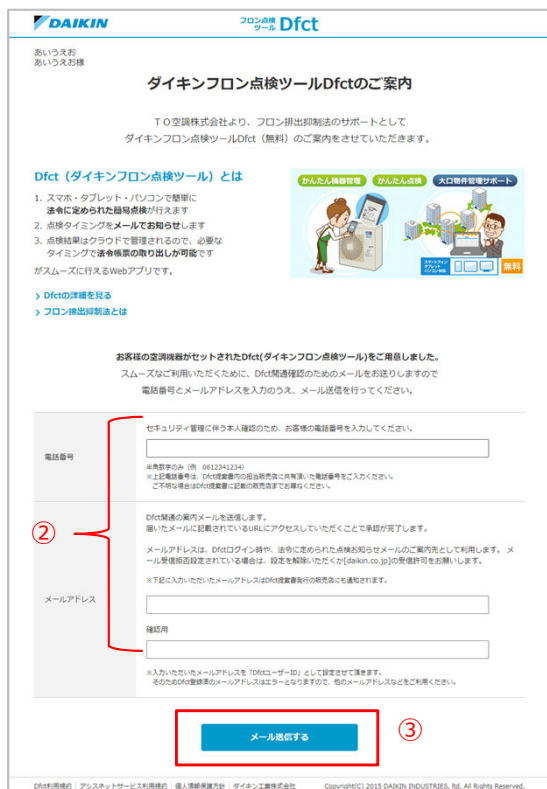 DAIKIN
フロン点検ツール Dfct
あいうえお
あいうえお様
ダイキンフロン点検ツールDfctのご案内
ＴＯ空調株式会社より、フロン排出抑制法のサポートとして
ダイキンフロン点検ツールDfct（無料）のご案内をさせていただきます。
Dfct（ダイキンフロン点検ツール）とは
1. スマホ・タブレット・パソコンで簡単に
法令に定められた簡易点検が行えます
2. 点検タイミングをメールでお知らせします
3. 点検結果はクラウドで管理されるので、必要な
タイミングで法令帳票の取り出しが可能です
がスムーズに行えるWebアプリです。
> Dfctの詳細を見る
> フロン排出抑制法とは
かんたん機器管理 かんたん点検 大口物件管理サポート
スマートフォン
タブレット
パソコン対応
無料
お客様の空調機器がセットされたDfct(ダイキンフロン点検ツール)をご用意しました。
スムーズなご利用いただくために、Dfct開通確認のためのメールをお送りしますので
電話番号とメールアドレスを入力のうえ、メール送信を行ってください。
電話番号
セキュリティ管理に伴う本人確認のため、お客様の電話番号を入力してください。
半角数字のみ（例 0612341234）
※上記電話番号は、Dfct提案書内の担当販売店に共有頂いた電話番号をご入力ください。
ご不明な場合はDfct提案書に記載の販売店までお尋ねください。
②
メールアドレス
Dfct開通の案内メールを送信します。
届いたメールに記載されているURLにアクセスしていただくことで承認が完了します。
メールアドレスは、Dfctログイン時や、法令に定められた点検お知らせメールのご案内先として利用します。 メ
ール受信拒否設定されている場合は、設定を解除いただくか[daikin.co.jp]の受信許可をお願いします。
※下記に入力いただいたメールアドレスはDfct提案書発行の販売店にも通知されます。
確認用
※入力いただいたメールアドレスを「DfctユーザーID」として設定させて頂きます。
そのためDfct登録済のメールアドレスはエラーとなりますので、他のメールアドレスなどをご利用ください。
メール送信する
③
Dfct利用規約 | アシスネットサービス利用規約 | 個人情報保護方針 | ダイキン工業株式会社
Copyright(C) 2015 DAIKIN INDUSTRIES, ltd. All Rights Reserved.